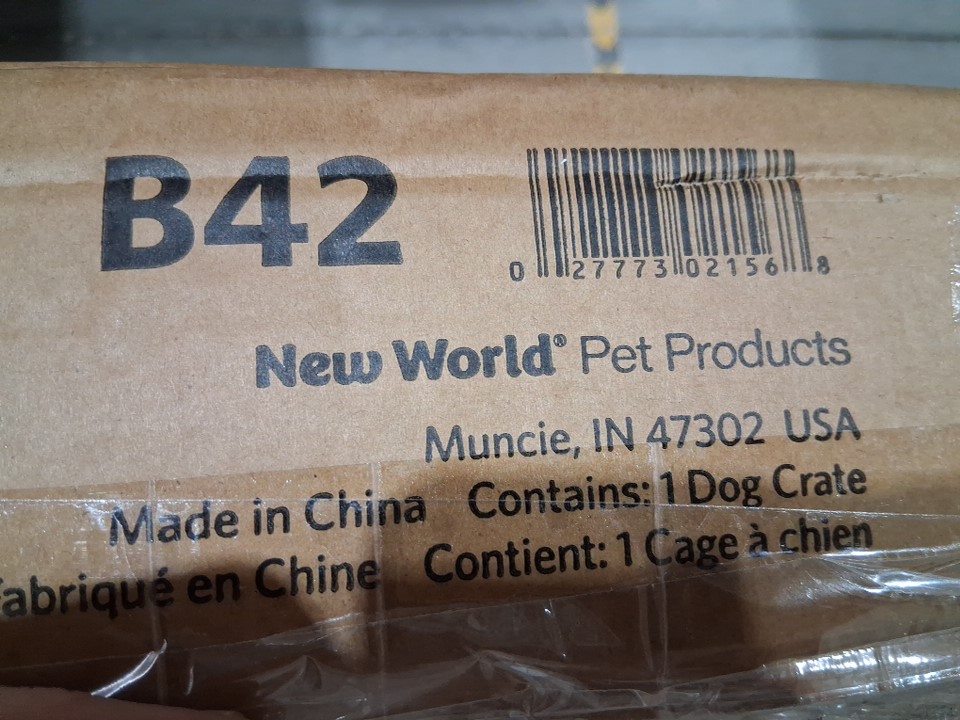 B42
0 27773 02156 8
New World® Pet Products
Muncie, IN 47302 USA
Made in China Contains: 1 Dog Crate
Fabriqué en Chine Contient: 1 Cage à chien